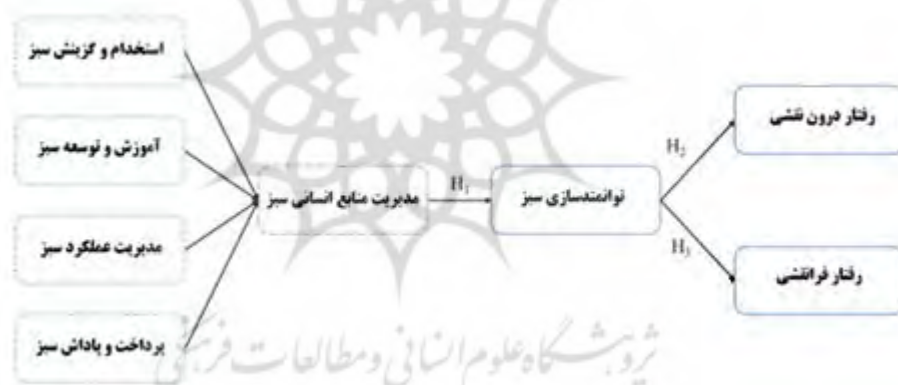 استخدام و گزینش سبز
آموزش و توسعه سبز
مدیریت عملکرد سبز
پرداخت و پاداش سبز
مدیریت منابع انسانی سبز
H₁
توانمندسازی سبز
H₂
H₃
رفتار درون نقشی
رفتار فرانقشی
پژوهشگاه علوم انسانی و مطالعات فرهنگی